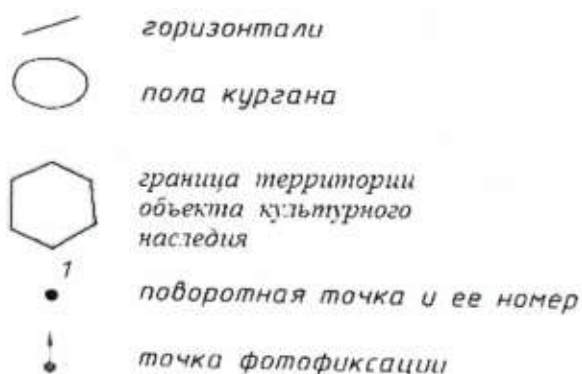 горизонтали
пола кургана
граница территории
объекта культурного
наследия
1
поворотная точка и ее номер
точка фотофиксации